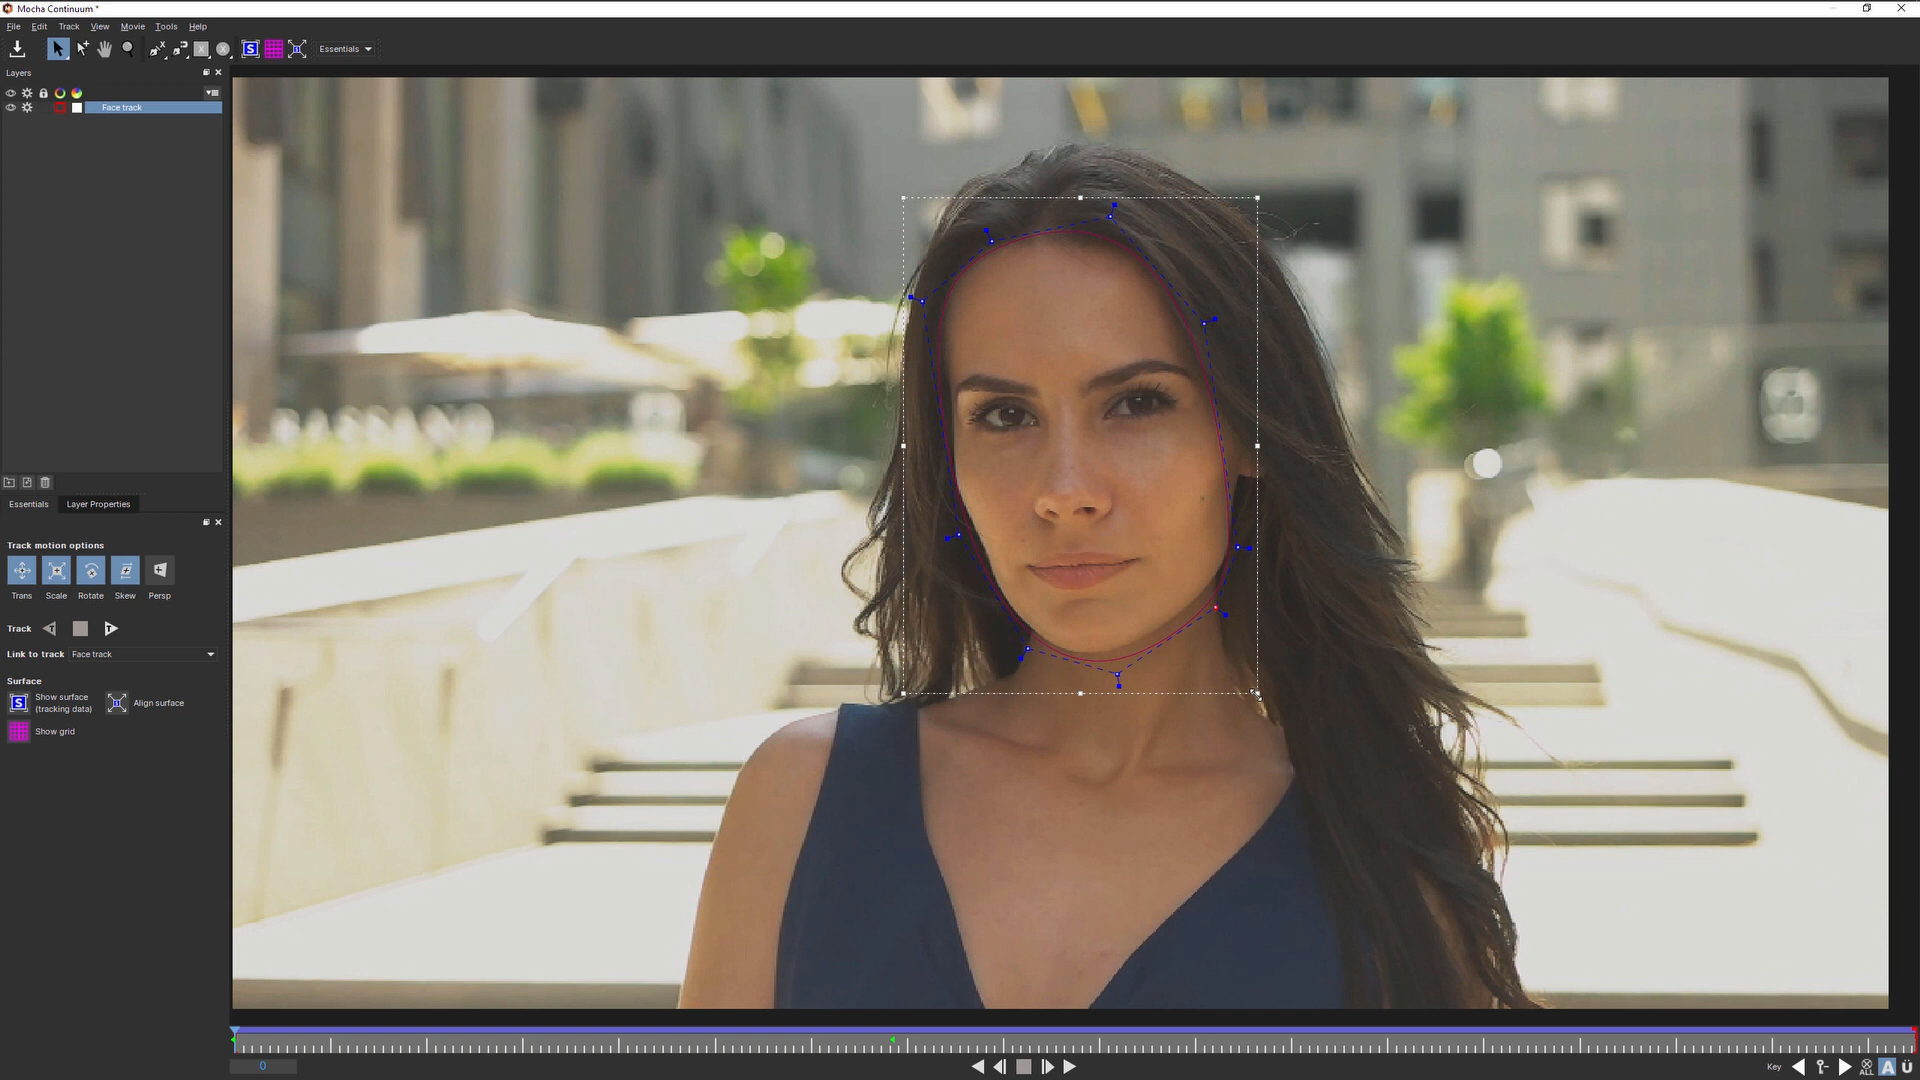 Mocha Continuum *
File Edit Track View Movie Tools Help
Essentials
Layers
Face track
Essentials Layer Properties
Track motion options
Trans Scale Rotate Skew Persp
Track
Link to track Face track
Surface
Show surface
(tracking data)
Align surface
Show grid
0
Key
ALL
A
Ü